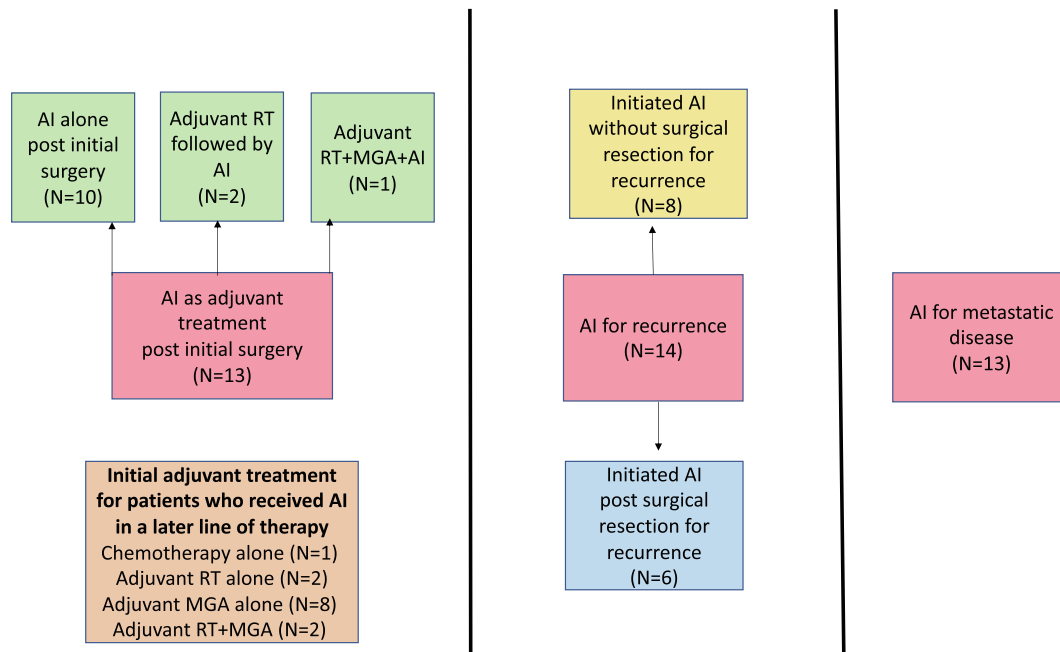 AI alone
post initial
surgery
(N=10)
Adjuvant RT
followed by
AI
(N=2)
Adjuvant
RT+MGA+AI
(N=1)
AI as adjuvant
treatment
post initial surgery
(N=13)
Initial adjuvant treatment
for patients who received AI
in a later line of therapy
Chemotherapy alone (N=1)
Adjuvant RT alone (N=2)
Adjuvant MGA alone (N=8)
Adjuvant RT+MGA (N=2)
Initiated AI
without surgical
resection for
recurrence
(N=8)
AI for recurrence
(N=14)
Initiated AI
post surgical
resection for
recurrence
(N=6)
AI for metastatic
disease
(N=13)